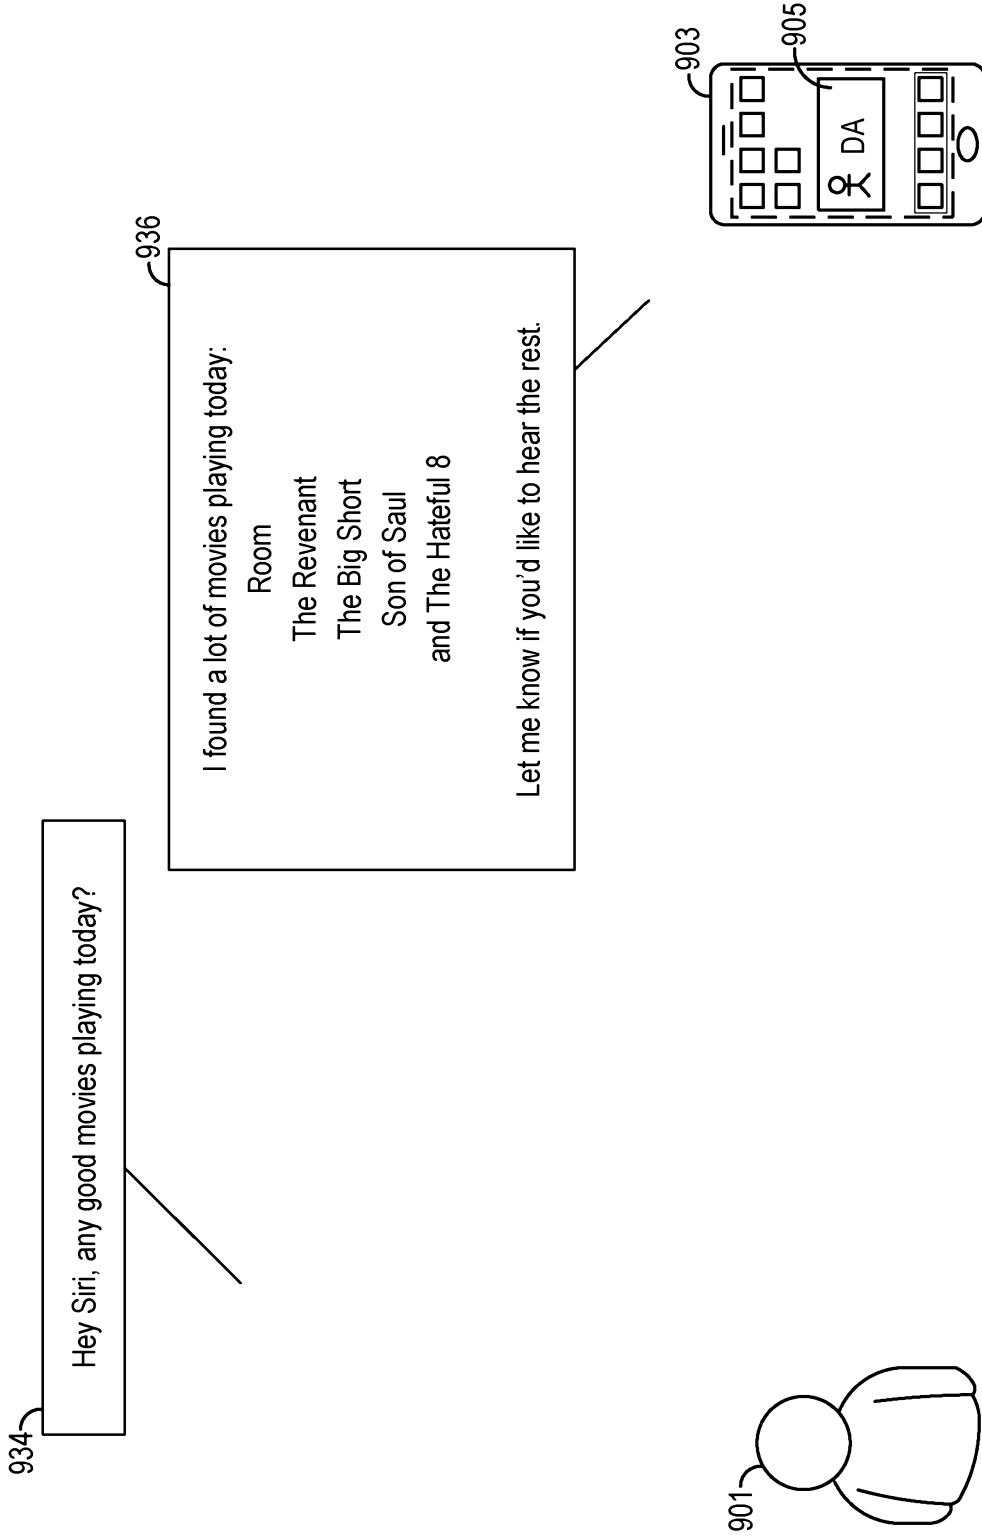 934
Hey Siri, any good movies playing today?
936
I found a lot of movies playing today:
Room
The Revenant
The Big Short
Son of Saul
and The Hateful 8
Let me know if you'd like to hear the rest.
901
903
905
DA